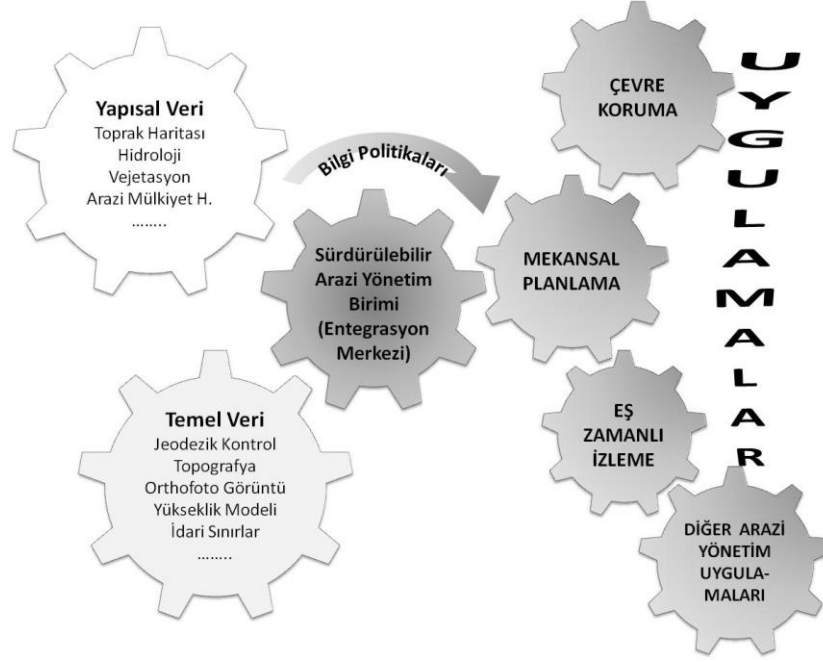 Yapısal Veri
Toprak Haritası
Hidroloji
Vejetasyon
Arazi Mülkiyet H.
........
Bilgi Politikaları
Sürdürülebilir
Arazi Yönetim
Birimi
(Entegrasyon
Merkezi)
Temel Veri
Jeodezik Kontrol
Topografya
Orthofoto Görüntü
Yükseklik Modeli
İdari Sınırlar
........
ÇEVRE
KORUMA
MEKANSAL
PLANLAMA
EŞ
ZAMANLI
İZLEME
DİĞER ARAZİ
YÖNETİM
UYGULA-
MALARI
UYGULAMALAR